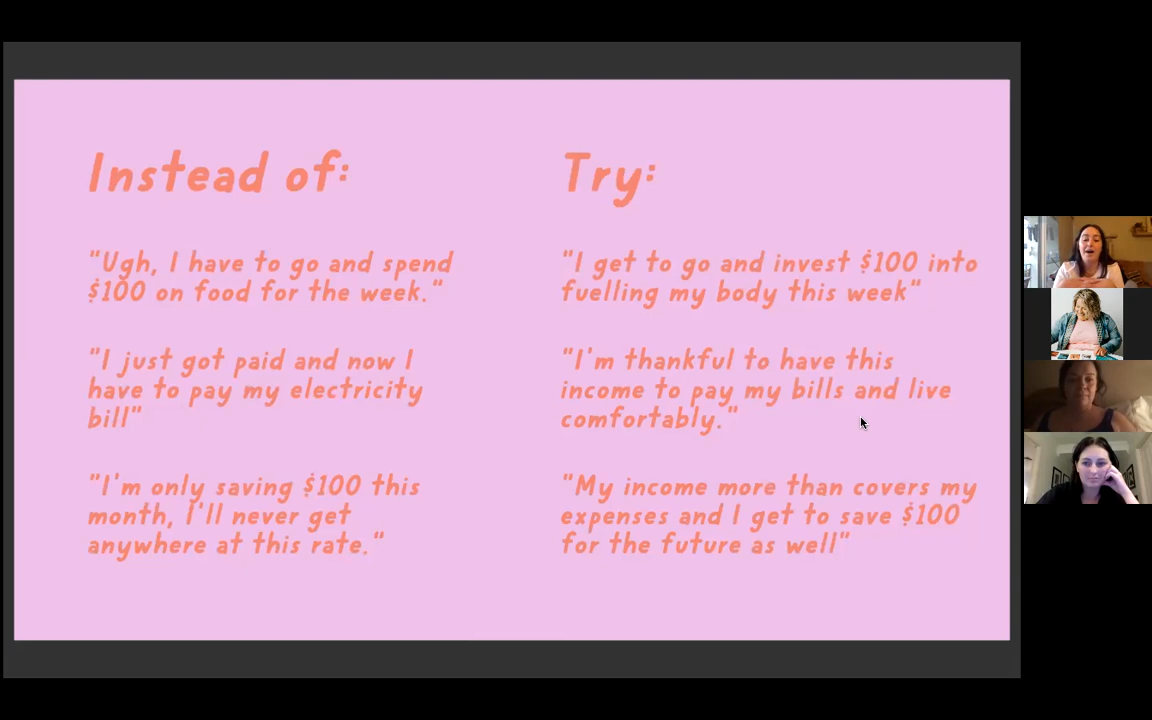 Instead of:
"Ugh, I have to go and spend
$100 on food for the week."
"I just got paid and now I
have to pay my electricity
bill"
"I'm only saving $100 this
month, I'll never get
anywhere at this rate."
Try:
"I get to go and invest $100 into
fuelling my body this week"
"I'm thankful to have this
income to pay my bills and live
comfortably."
"My income more than covers my
expenses and I get to save $100
for the future as well"